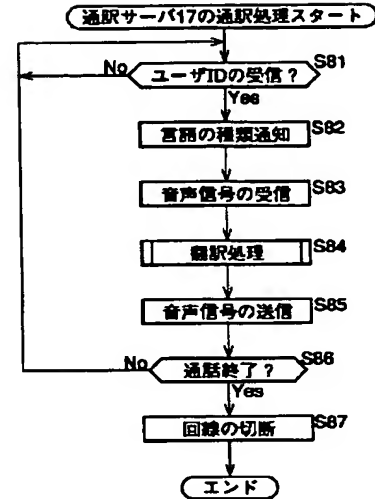 通訳サーバ17の通訳処理スタート
S81
No
ユーザIDの受信?
Yes
S82
言語の種類通知
S83
音声信号の受信
S84
翻訳処理
S85
音声信号の送信
S86
No
通話終了?
Yes
S87
回線の切断
エンド